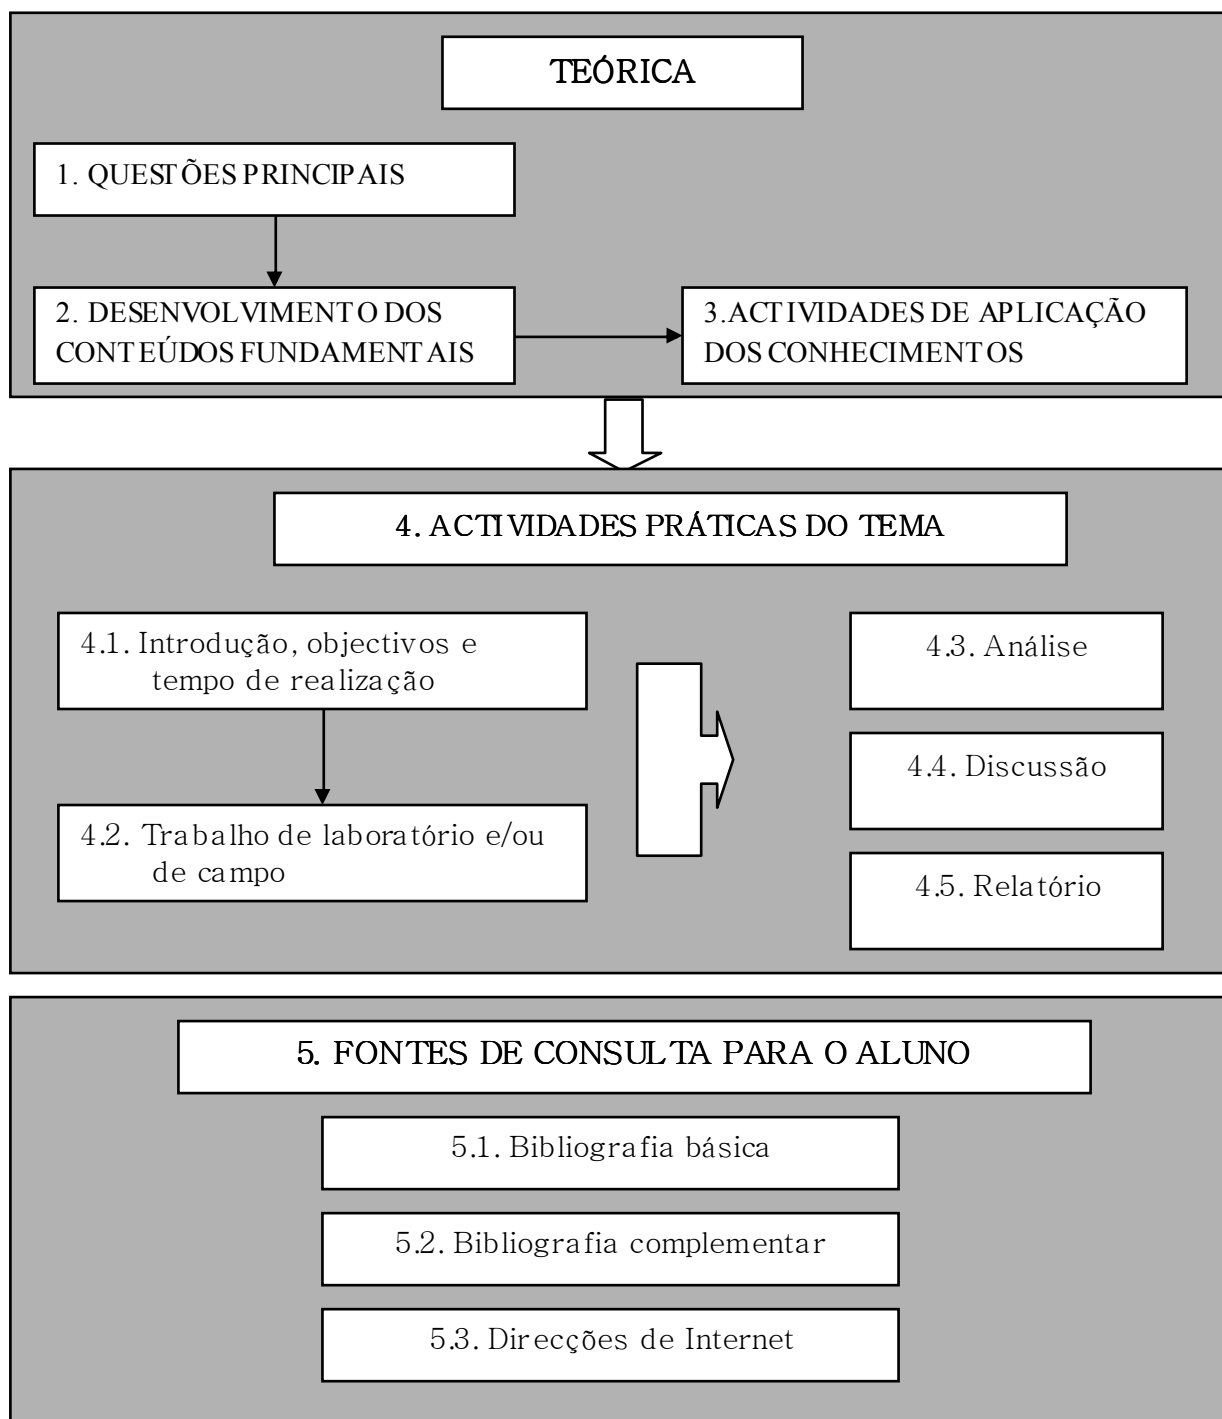 TEÓRICA
1. QUESTÕES PRINCIPAIS
2. DESENVOLVIMENTO DOS
CONTEÚDOS FUNDAMENTAIS
3.ACTIVIDADES DE APLICAÇÃO
DOS CONHECIMENTOS
4. ACTIVIDADES PRÁTICAS DO TEMA
4.1. Introdução, objectivos e
tempo de realização
4.2. Trabalho de laboratório e/ou
de campo
4.3. Análise
4.4. Discussão
4.5. Relatório
5. FONTES DE CONSULTA PARA O ALUNO
5.1. Bibliografia básica
5.2. Bibliografia complementar
5.3. Direcções de Internet